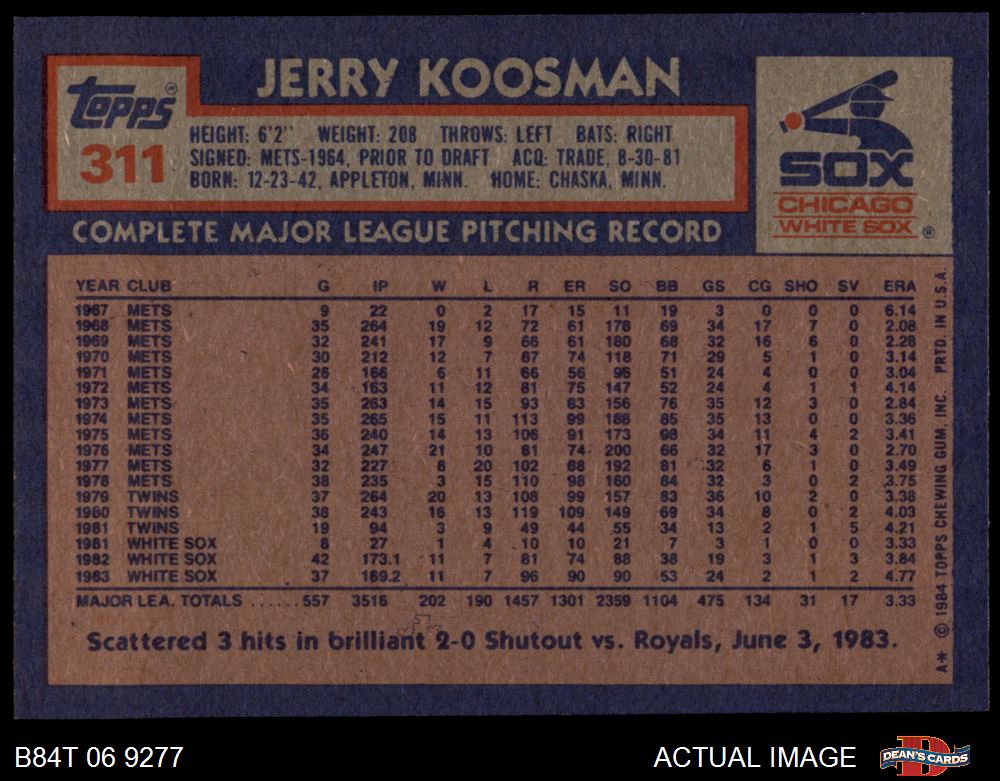 JERRY KOOSMAN
Topps®
311
HEIGHT: 6'2" WEIGHT: 208 THROWS: LEFT BATS: RIGHT
SIGNED: METS-1964, PRIOR TO DRAFT ACQ: TRADE, 8-30-81
BORN: 12-23-42, APPLETON, MINN. HOME: CHASKA, MINN.
SOX
CHICAGO
WHITE SOX ®
COMPLETE MAJOR LEAGUE PITCHING RECORD
YEAR CLUB G IP W L R ER SO BB GS CG SHO SV ERA
1967 METS 9 22 0 2 17 15 11 19 3 0 0 0 6.14
1968 METS 35 264 19 12 72 61 178 69 34 17 7 0 2.08
1969 METS 32 241 17 9 66 61 180 68 32 16 6 0 2.28
1970 METS 30 212 12 7 87 74 118 71 29 5 1 0 3.14
1971 METS 26 166 6 11 66 56 96 51 24 4 0 0 3.04
1972 METS 34 163 11 12 81 75 147 52 24 4 1 1 4.14
1973 METS 35 263 14 15 93 83 156 76 35 12 3 0 2.84
1974 METS 35 265 15 11 113 99 188 85 35 13 0 0 3.36
1975 METS 36 240 14 13 106 91 173 98 34 11 4 2 3.41
1976 METS 34 247 21 10 81 74 200 66 32 17 3 0 2.70
1977 METS 32 227 8 20 102 88 192 81 32 6 1 0 3.49
1978 METS 38 235 3 15 110 98 160 84 32 3 0 2 3.75
1979 TWINS 37 264 20 13 108 99 157 83 36 10 2 0 3.38
1980 TWINS 38 243 16 13 119 109 149 69 34 8 0 2 4.03
1981 TWINS 19 94 3 9 49 44 55 34 13 2 1 5 4.21
1981 WHITE SOX 8 27 1 4 10 10 21 7 3 1 0 0 3.33
1982 WHITE SOX 42 173.1 11 7 81 74 88 38 19 3 1 3 3.84
1983 WHITE SOX 37 169.2 11 7 96 90 90 53 24 2 1 2 4.77
MAJOR LEA. TOTALS ...... 557 3516 202 190 1457 1301 2359 1104 475 134 31 17 3.33
Scattered 3 hits in brilliant 2-0 Shutout vs. Royals, June 3, 1983.
A* © 1984 TOPPS CHEWING GUM, INC. PRTD. IN U.S.A.
B84T 06 9277
ACTUAL IMAGE
DEAN'S CARDS